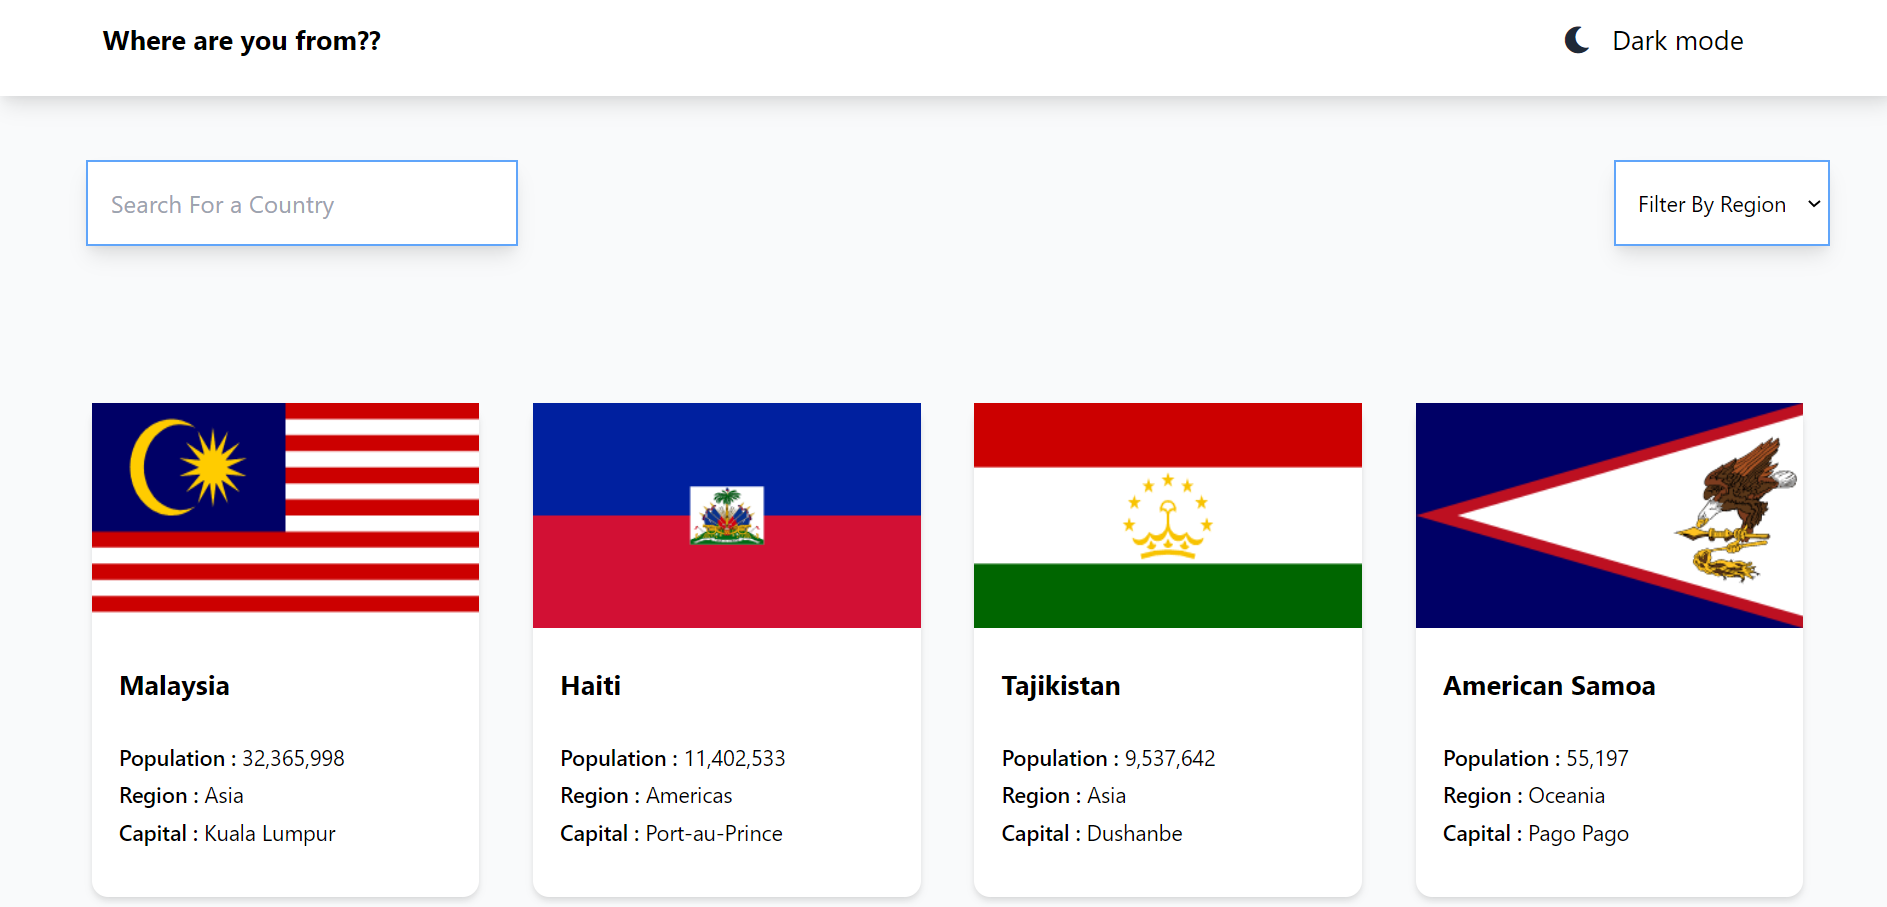 Where are you from??
Dark mode
Search For a Country
Filter By Region
Malaysia
Population : 32,365,998
Region : Asia
Capital : Kuala Lumpur
Haiti
Population : 11,402,533
Region : Americas
Capital : Port-au-Prince
Tajikistan
Population : 9,537,642
Region : Asia
Capital : Dushanbe
American Samoa
Population : 55,197
Region : Oceania
Capital : Pago Pago